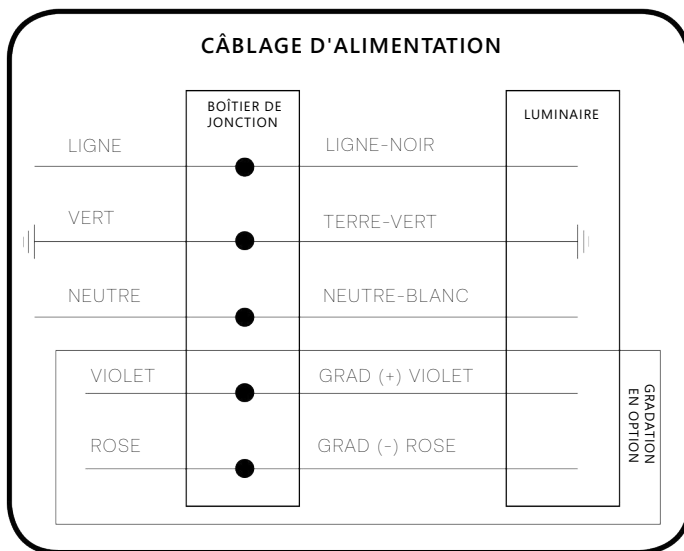 CÂBLAGE D'ALIMENTATION
BOÎTIER DE
JONCTION
LUMINAIRE
LIGNE
LIGNE-NOIR
VERT
TERRE-VERT
NEUTRE
NEUTRE-BLANC
VIOLET
GRAD (+) VIOLET
ROSE
GRAD (-) ROSE
GRADATION
EN OPTION